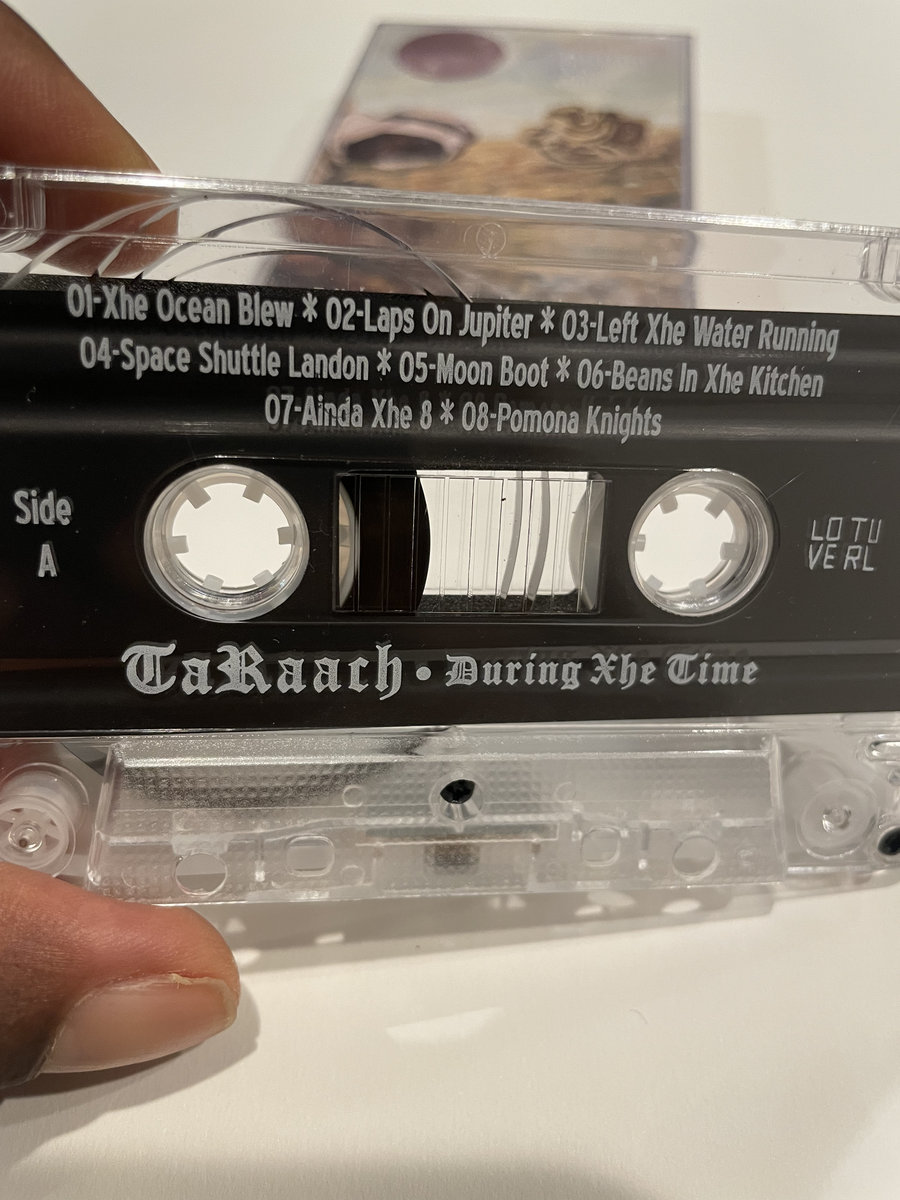 01-Xhe Ocean Blew * 02-Laps On Jupiter * 03-Left Xhe Water Running
04-Space Shuttle Landon * 05-Moon Boot * 06-Beans In Xhe Kitchen
07-Ainda Xhe 8 * 08-Pomona Knights
Side
A
LO TU
VE RL
TaRaach • During Xhe Time